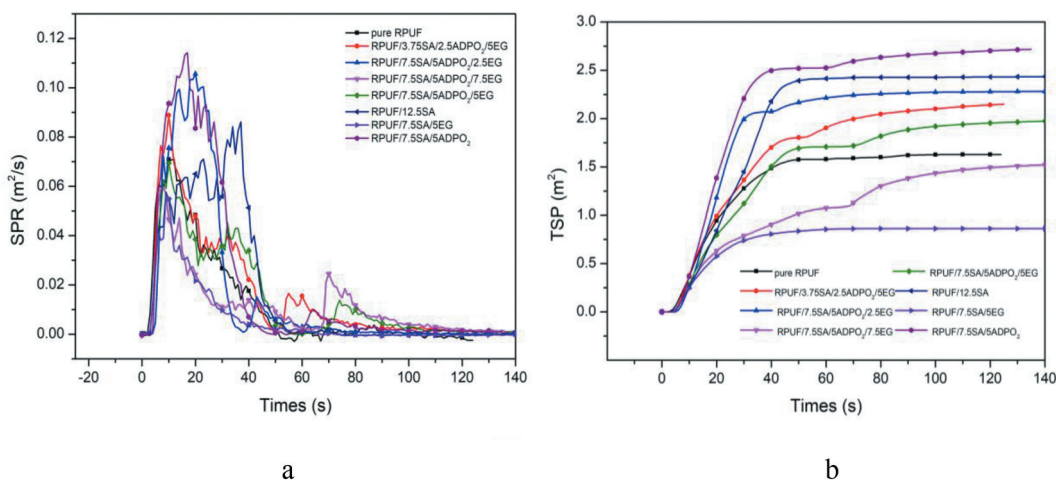 0.12
0.10
0.08
0.06
0.04
0.02
0.00
SPR (m²/s)
-20 0 20 40 60 80 100 120 140
Times (s)
pure RPUF
RPUF/3.75SA/2.5ADPO₂/5EG
RPUF/7.5SA/5ADPO₂/2.5EG
RPUF/7.5SA/5ADPO₂/7.5EG
RPUF/7.5SA/5ADPO₂/5EG
RPUF/12.5SA
RPUF/7.5SA/5EG
RPUF/7.5SA/5ADPO₂
a
3.0
2.5
2.0
1.5
1.0
0.5
0.0
TSP (m²)
-20 0 20 40 60 80 100 120 140
Times (s)
pure RPUF
RPUF/3.75SA/2.5ADPO₂/5EG
RPUF/7.5SA/5ADPO₂/2.5EG
RPUF/7.5SA/5ADPO₂/7.5EG
RPUF/7.5SA/5ADPO₂/5EG
RPUF/12.5SA
RPUF/7.5SA/5EG
RPUF/7.5SA/5ADPO₂
b